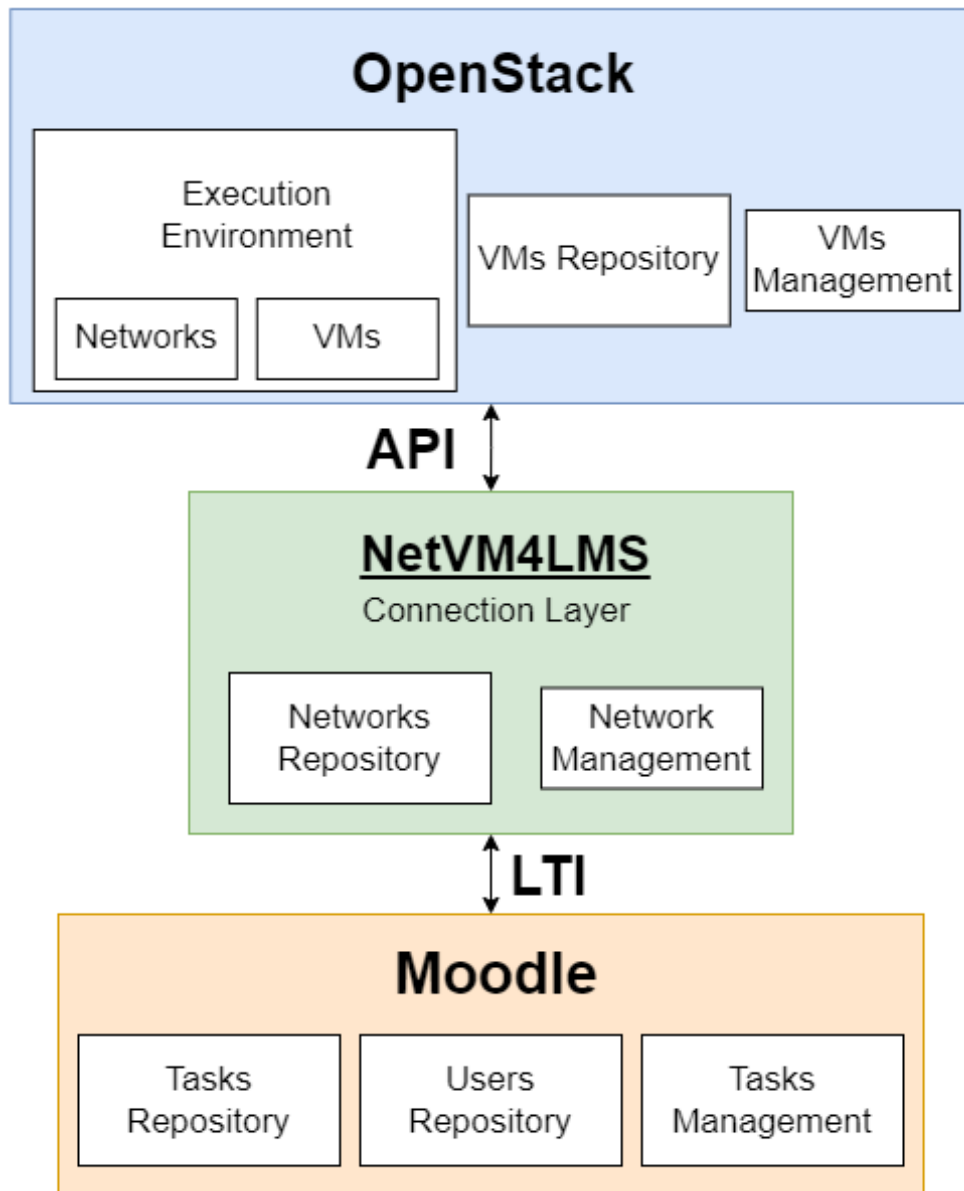 OpenStack
Execution
Environment
Networks
VMs
VMs Repository
VMs
Management
API
NetVM4LMS
Connection Layer
Networks
Repository
Network
Management
LTI
Moodle
Tasks
Repository
Users
Repository
Tasks
Management